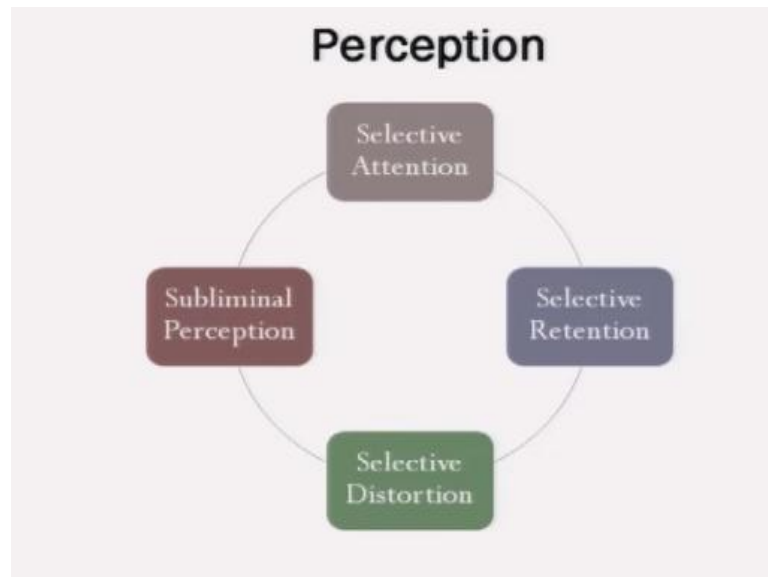 Perception
Selective
Attention
Subliminal
Perception
Selective
Retention
Selective
Distortion